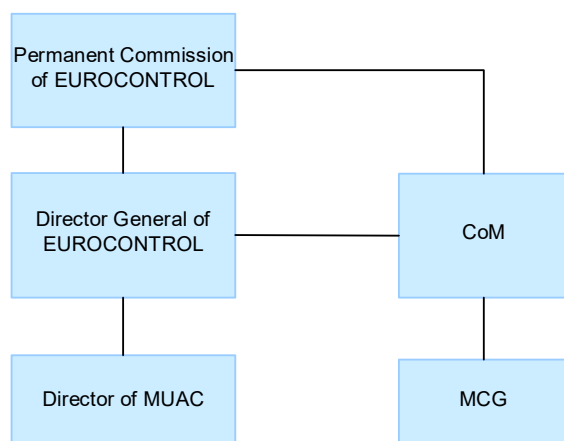 Permanent Commission
of EUROCONTROL
Director General of
EUROCONTROL
CoM
Director of MUAC
MCG